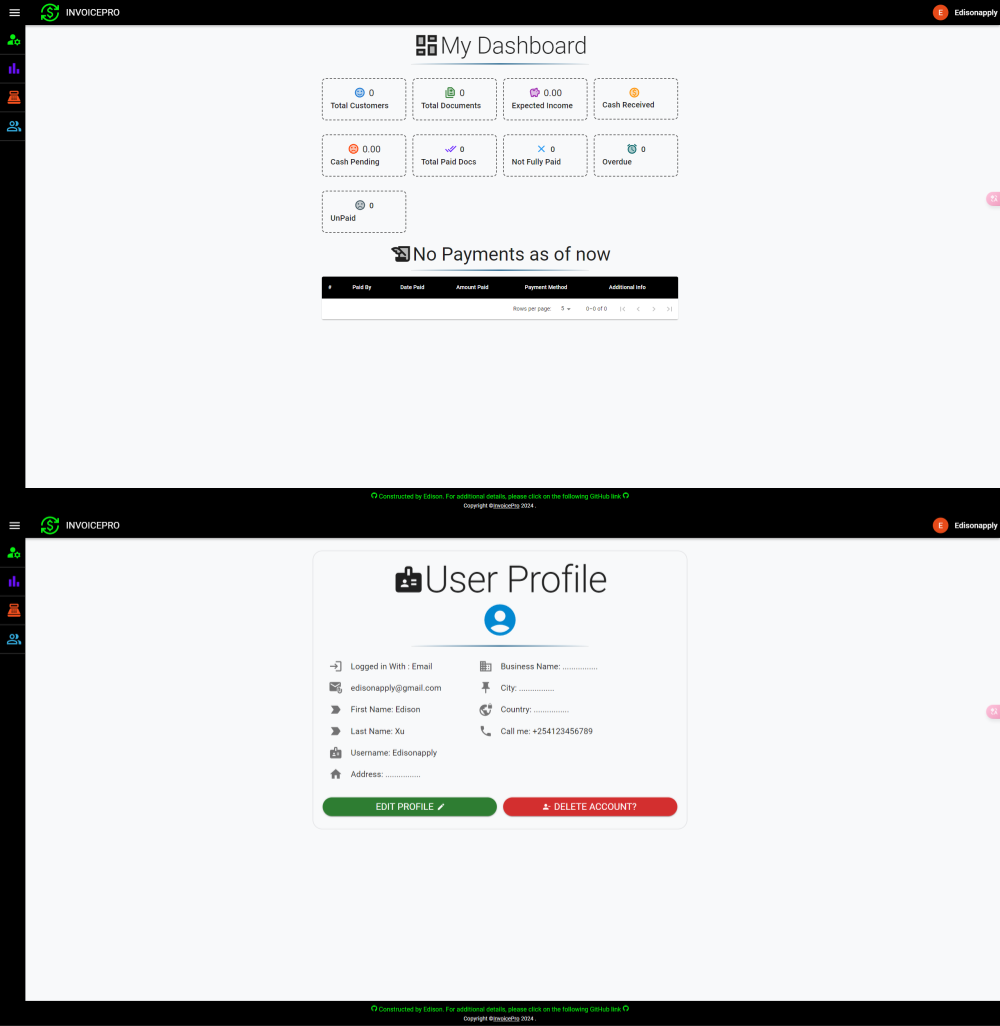 INVOICEPRO
E Edisonapply
My Dashboard
0
Total Customers
0
Total Documents
0.00
Expected Income
Cash Received
0.00
Cash Pending
0
Total Paid Docs
0
Not Fully Paid
0
Overdue
0
UnPaid
No Payments as of now
# Paid By Date Paid Amount Paid Payment Method Additional Info
Rows per page: 5 0–0 of 0
Constructed by Edison. For additional details, please click on the following GitHub link
Copyright ©InvoicePro 2024 .
INVOICEPRO
E Edisonapply
User Profile
Logged in With : Email
edisonapply@gmail.com
First Name: Edison
Last Name: Xu
Username: Edisonapply
Address: ................
Business Name: ................
City: ................
Country: ................
Call me: +254123456789
EDIT PROFILE
DELETE ACCOUNT?
Constructed by Edison. For additional details, please click on the following GitHub link
Copyright ©InvoicePro 2024 .